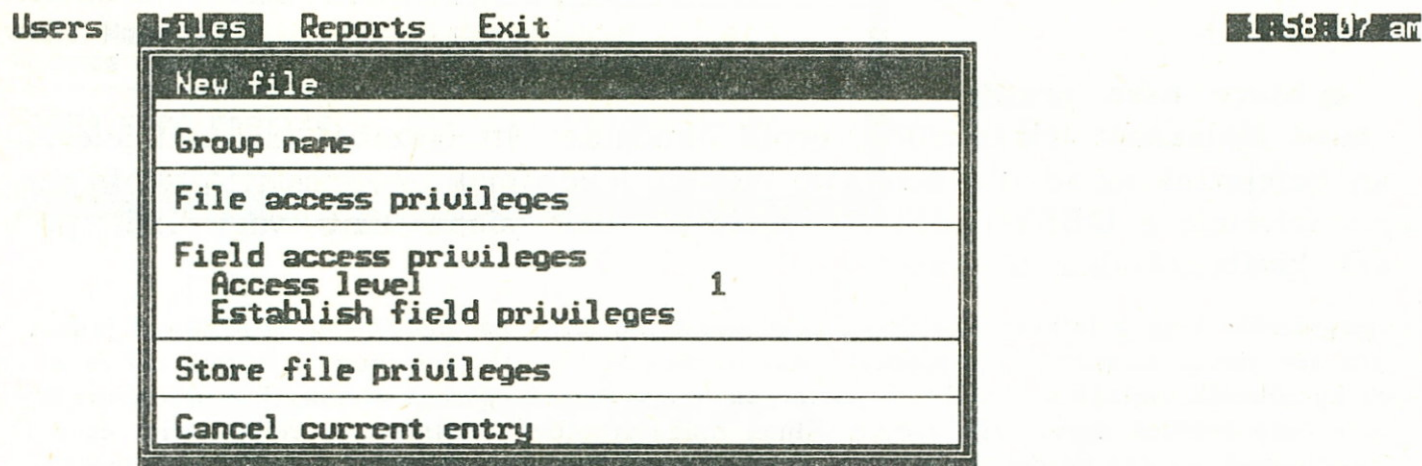 Users Files Reports Exit 1:58:07 am
New file
Group name
File access privileges
Field access privileges
Access level 1
Establish field privileges
Store file privileges
Cancel current entry